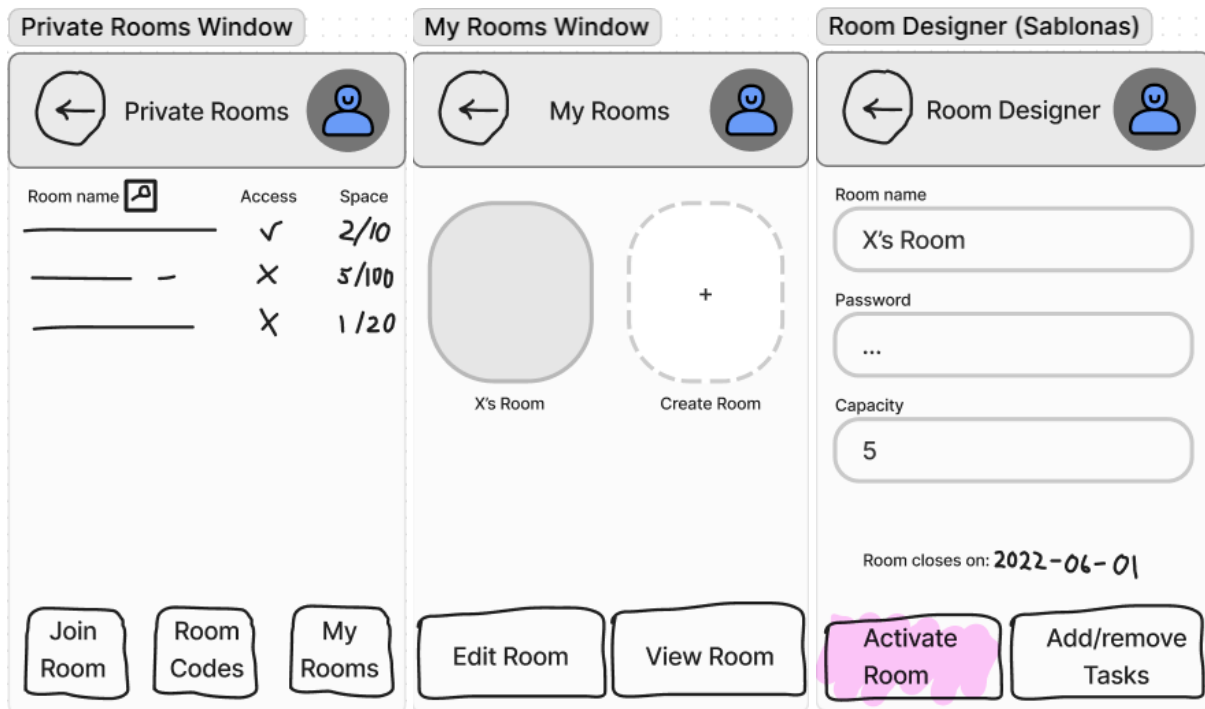 Private Rooms Window
Private Rooms
Room name Access Space
√ 2/10
X 5/100
X 1/20
Join
Room
Room
Codes
My
Rooms
My Rooms Window
My Rooms
+
X's Room
Create Room
Edit Room
View Room
Room Designer (Sablonas)
Room Designer
Room name
X's Room
Password
...
Capacity
5
Room closes on: 2022-06-01
Activate
Room
Add/remove
Tasks